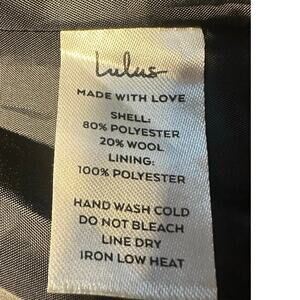 Lulus
MADE WITH LOVE
SHELL:
80% POLYESTER
20% WOOL
LINING:
100% POLYESTER
HAND WASH COLD
DO NOT BLEACH
LINE DRY
IRON LOW HEAT